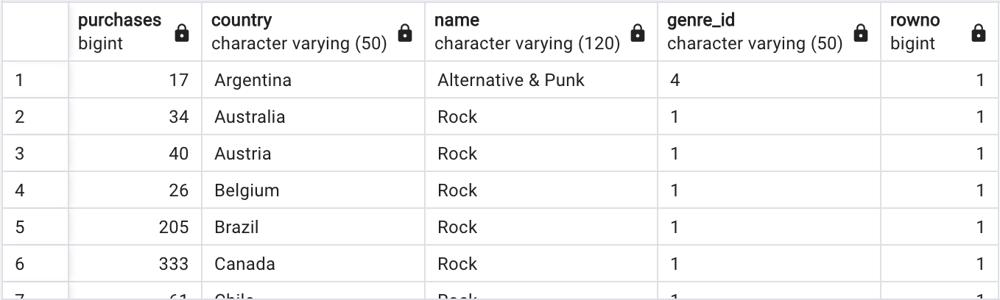 purchases country name genre_id rowno
bigint character varying (50) character varying (120) character varying (50) bigint
1 17 Argentina Alternative & Punk 4 1
2 34 Australia Rock 1 1
3 40 Austria Rock 1 1
4 26 Belgium Rock 1 1
5 205 Brazil Rock 1 1
6 333 Canada Rock 1 1
7 61 Chile Rock 1 1